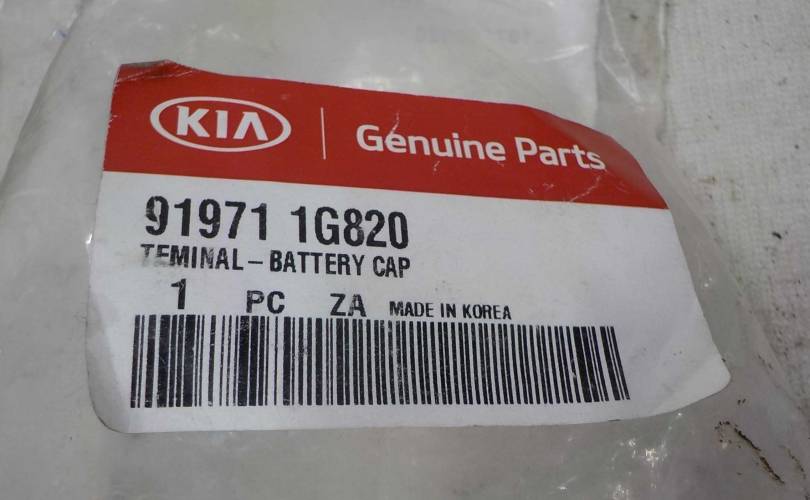 KIA Genuine Parts
91971 1G820
TEMINAL - BATTERY CAP
1 PC ZA MADE IN KOREA